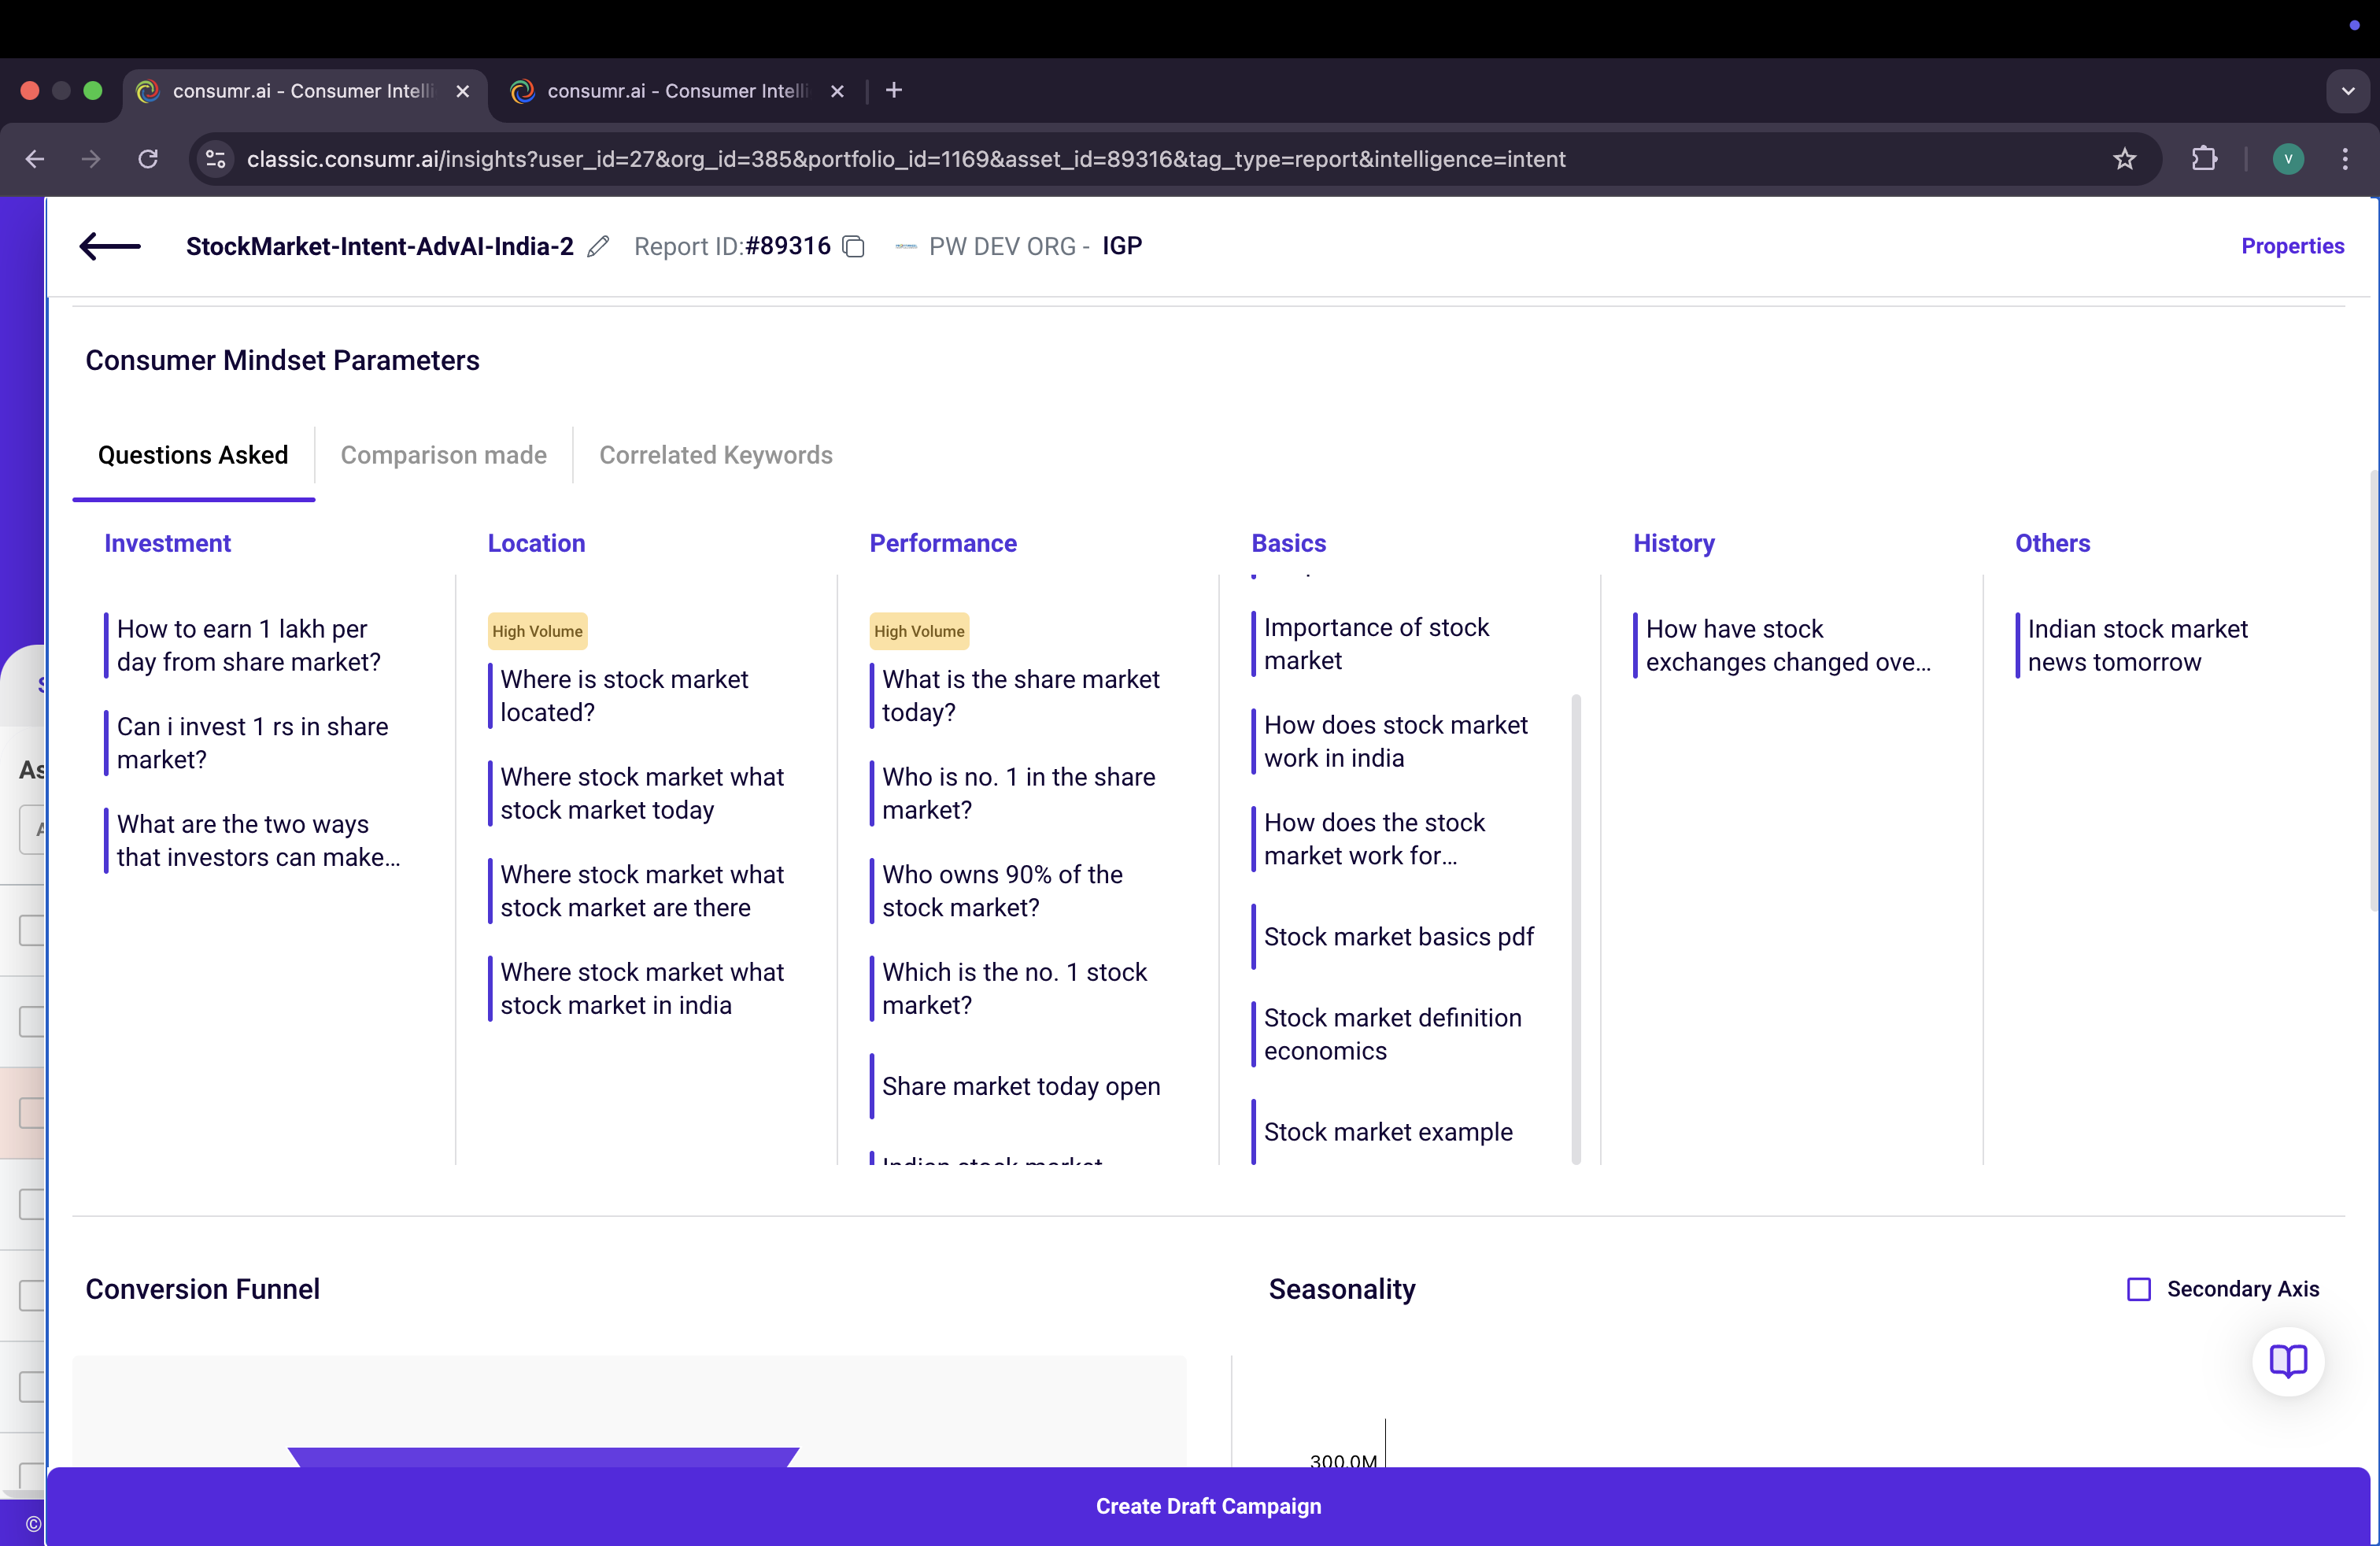 consumr.ai - Consumer Intelli
consumr.ai - Consumer Intelli
classic.consumr.ai/insights?user_id=27&org_id=385&portfolio_id=1169&asset_id=89316&tag_type=report&intelligence=intent
V
StockMarket-Intent-AdvAI-India-2
Report ID:#89316
PW DEV ORG - IGP
Properties
Consumer Mindset Parameters
Questions Asked
Comparison made
Correlated Keywords
Investment
How to earn 1 lakh per
day from share market?
Can i invest 1 rs in share
market?
What are the two ways
that investors can make...
Location
High Volume
Where is stock market
located?
Where stock market what
stock market today
Where stock market what
stock market are there
Where stock market what
stock market in india
Performance
High Volume
What is the share market
today?
Who is no. 1 in the share
market?
Who owns 90% of the
stock market?
Which is the no. 1 stock
market?
Share market today open
Indian stock market
Basics
Importance of stock
market
How does stock market
work in india
How does the stock
market work for...
Stock market basics pdf
Stock market definition
economics
Stock market example
History
How have stock
exchanges changed ove...
Others
Indian stock market
news tomorrow
As
Conversion Funnel
Seasonality
Secondary Axis
300.0M
Create Draft Campaign
©